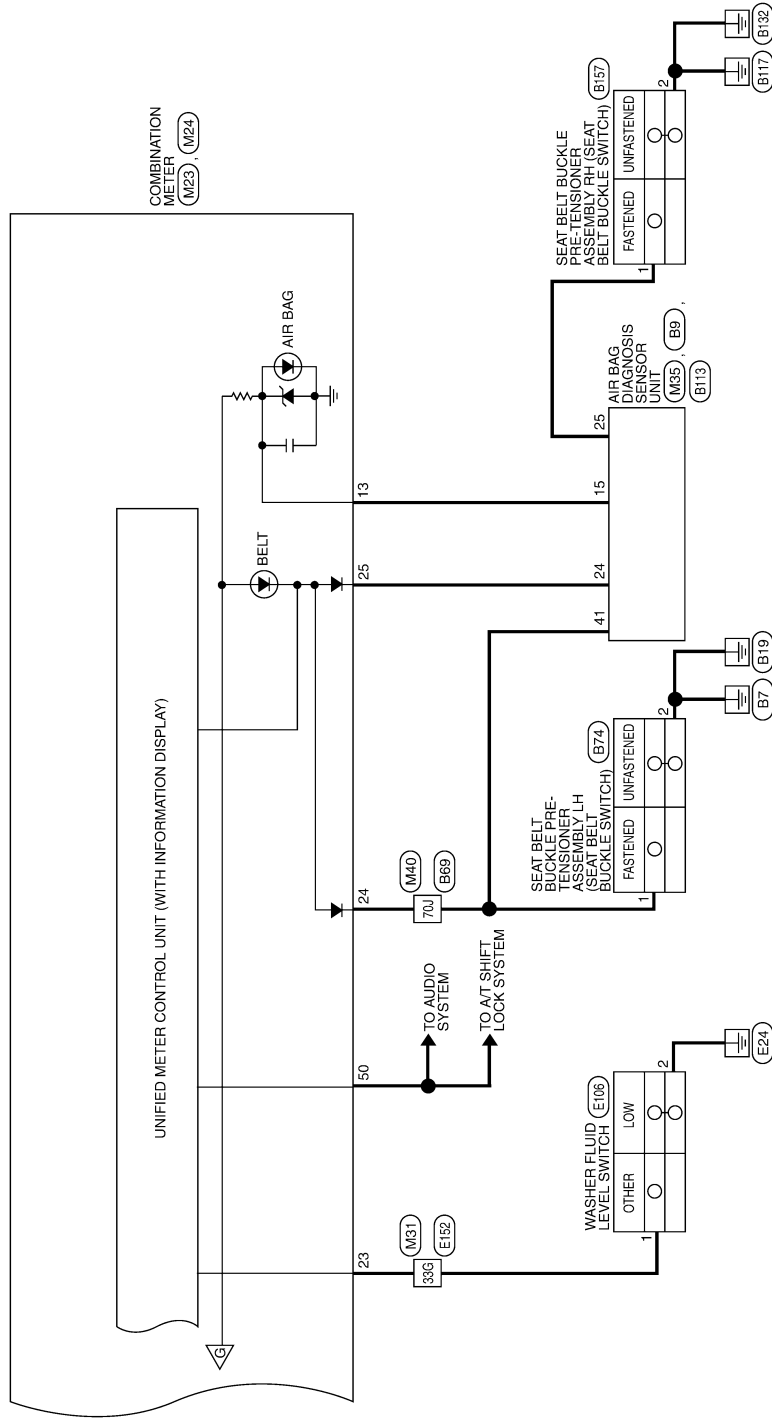 COMBINATION
METER
M23 , M24
UNIFIED METER CONTROL UNIT (WITH INFORMATION DISPLAY)
G
BELT
AIR BAG
23
50
24
25
13
M31
33G
E152
TO AUDIO
SYSTEM
TO A/T SHIFT
LOCK SYSTEM
M40
70J
B69
WASHER FLUID
LEVEL SWITCH E106
OTHER
LOW
1
2
E24
SEAT BELT
BUCKLE PRE-
TENSIONER
ASSEMBLY LH
(SEAT BELT
BUCKLE SWITCH)
B74
FASTENED
UNFASTENED
1
2
B7
B19
41
24
15
25
AIR BAG
DIAGNOSIS
SENSOR
UNIT
M35 , B9 ,
B113
SEAT BELT BUCKLE
PRE-TENSIONER
ASSEMBLY RH (SEAT
BELT BUCKLE SWITCH)
B157
FASTENED
UNFASTENED
1
2
B117
B132